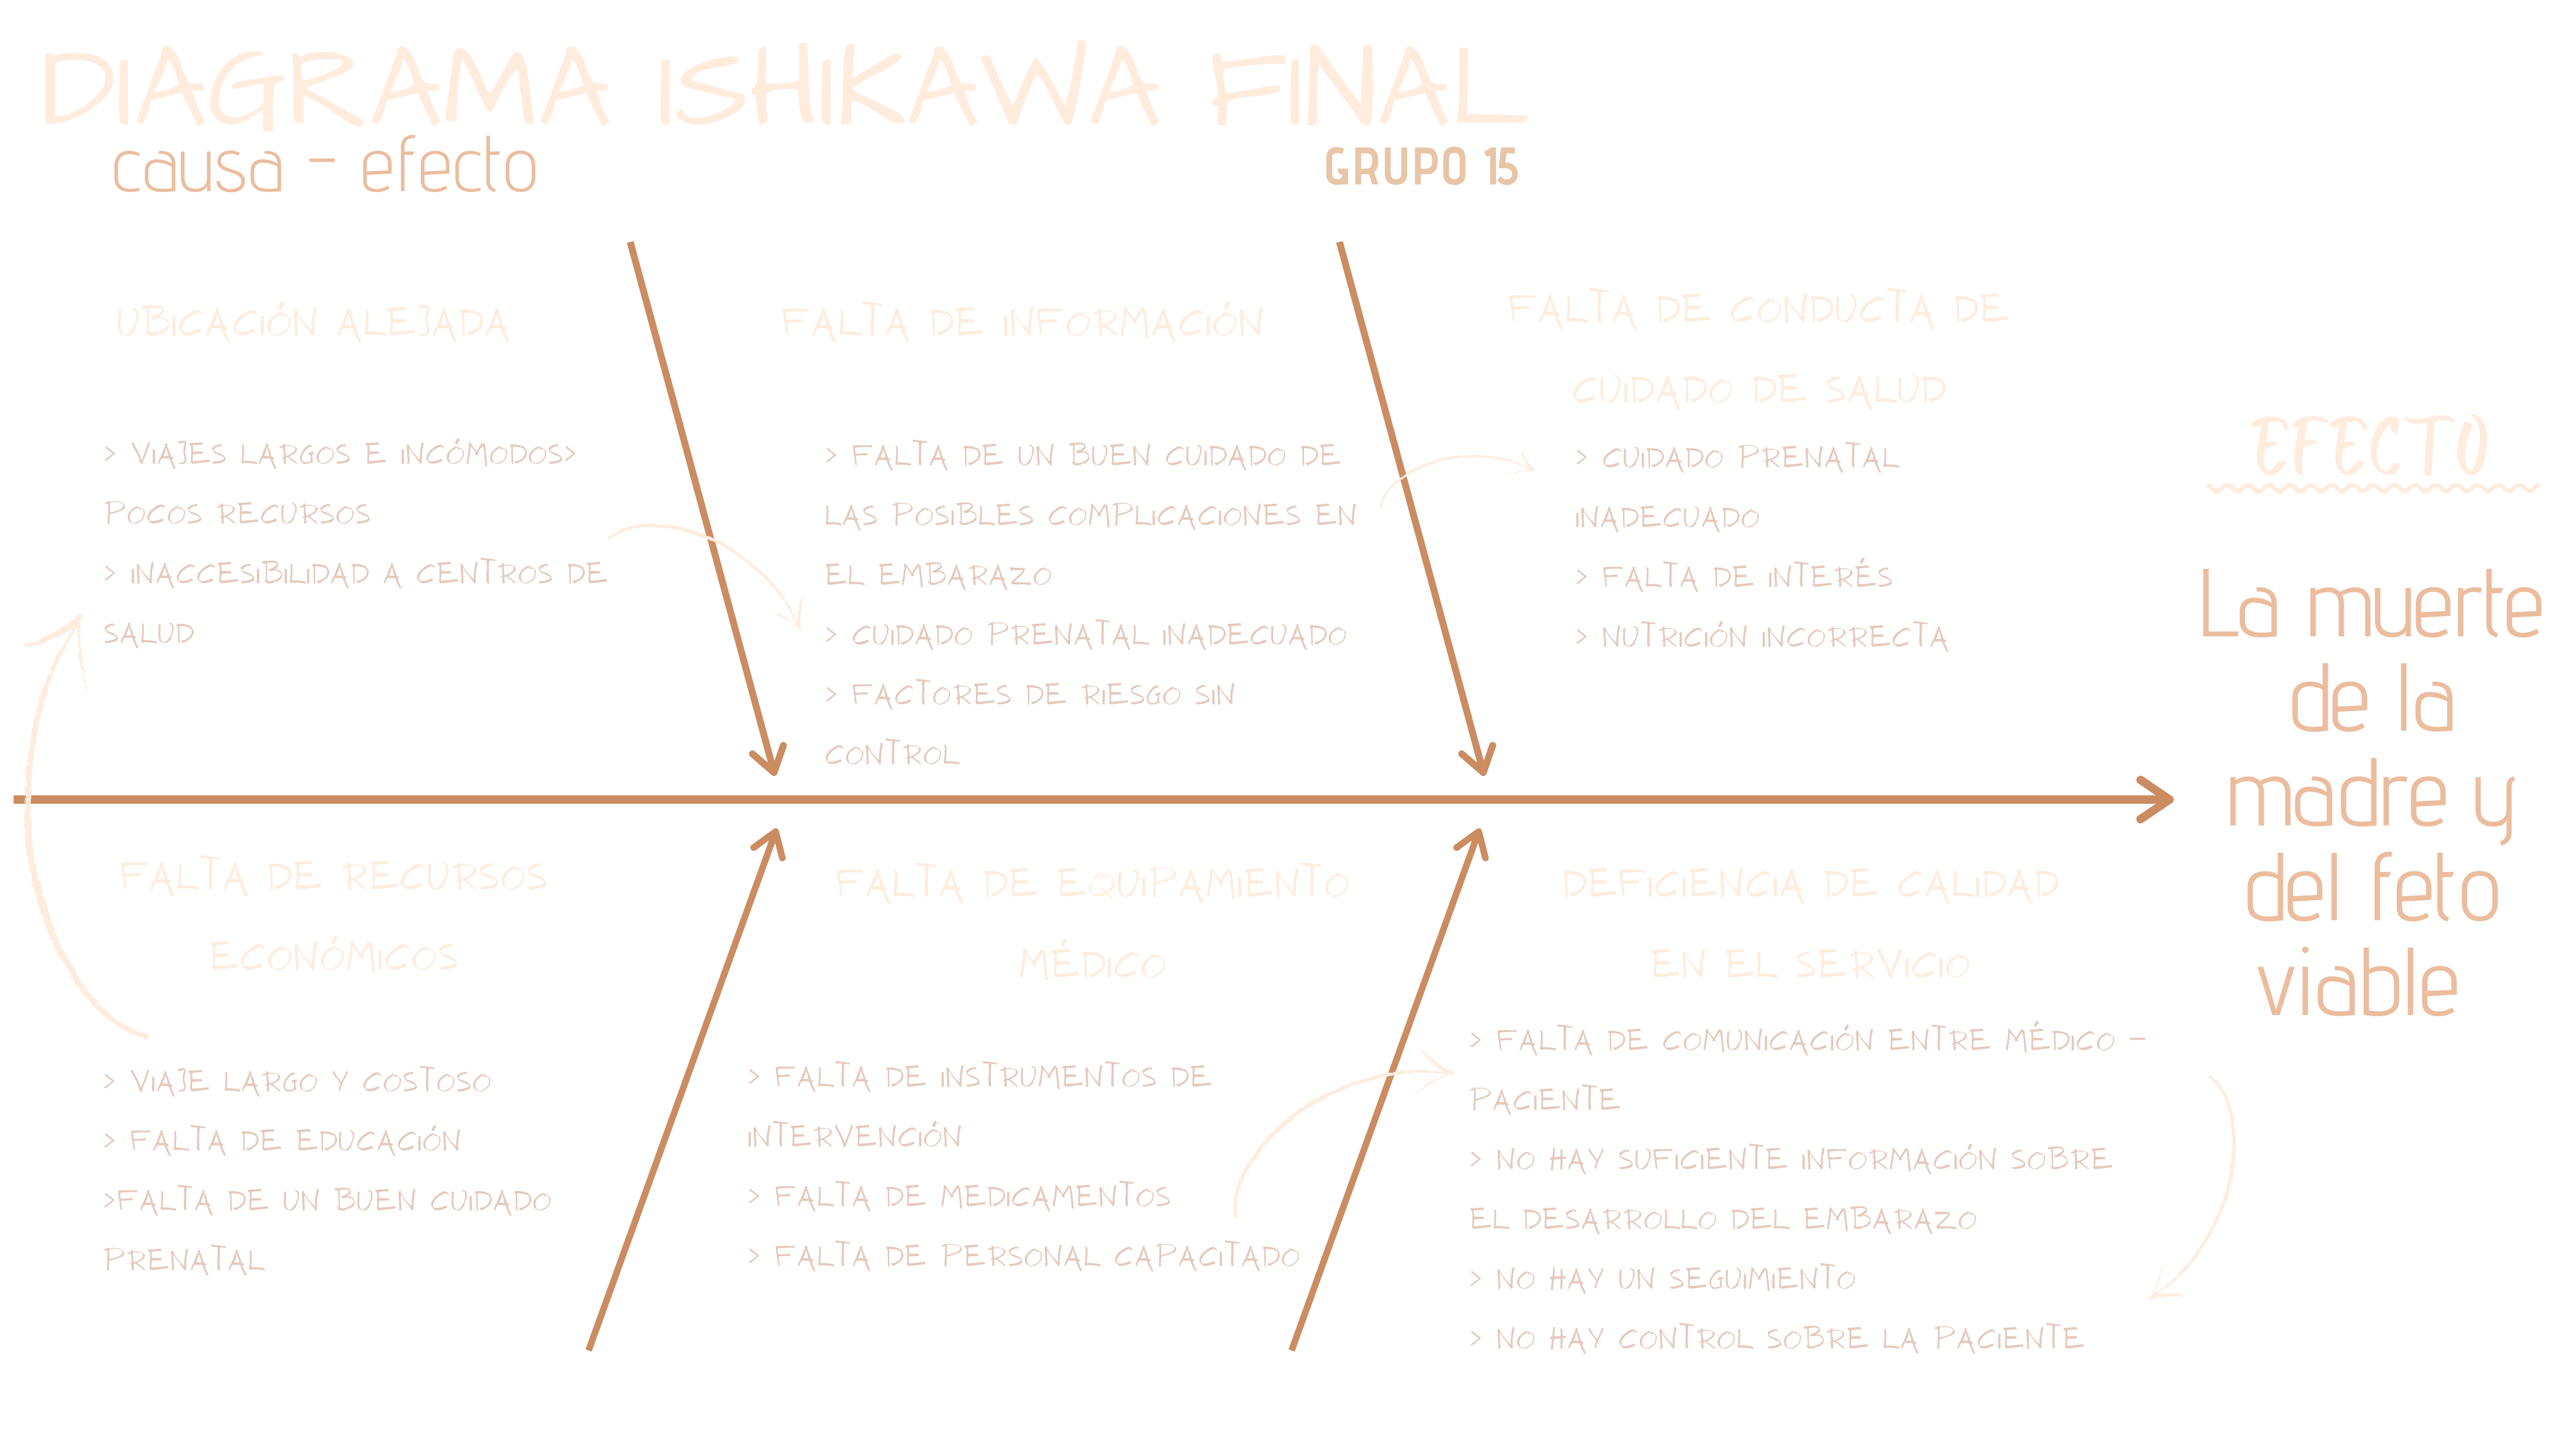 DIAGRAMA ISHIKAWA FINAL
causa - efecto
GRUPO 15
UBICACIÓN ALEJADA
> VIAJES LARGOS E INCÓMODOS>
POCOS RECURSOS
> INACCESIBILIDAD A CENTROS DE
SALUD
FALTA DE INFORMACIÓN
> FALTA DE UN BUEN CUIDADO DE
LAS POSIBLES COMPLICACIONES EN
EL EMBARAZO
> CUIDADO PRENATAL INADECUADO
> FACTORES DE RIESGO SIN
CONTROL
FALTA DE CONDUCTA DE
CUIDADO DE SALUD
> CUIDADO PRENATAL
INADECUADO
> FALTA DE INTERÉS
> NUTRICIÓN INCORRECTA
FALTA DE RECURSOS
ECONÓMICOS
> VIAJE LARGO Y COSTOSO
> FALTA DE EDUCACIÓN
>FALTA DE UN BUEN CUIDADO
PRENATAL
FALTA DE EQUIPAMIENTO
MÉDICO
> FALTA DE INSTRUMENTOS DE
INTERVENCIÓN
> FALTA DE MEDICAMENTOS
> FALTA DE PERSONAL CAPACITADO
DEFICIENCIA DE CALIDAD
EN EL SERVICIO
> FALTA DE COMUNICACIÓN ENTRE MÉDICO -
PACIENTE
> NO HAY SUFICIENTE INFORMACIÓN SOBRE
EL DESARROLLO DEL EMBARAZO
> NO HAY UN SEGUIMIENTO
> NO HAY CONTROL SOBRE LA PACIENTE
EFECTO
La muerte
de la
madre y
del feto
viable